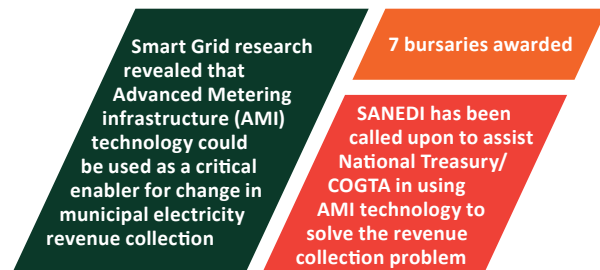 Smart Grid research
revealed that
Advanced Metering
infrastructure (AMI)
technology could
be used as a critical
enabler for change in
municipal electricity
revenue collection
7 bursaries awarded
SANEDI has been
called upon to assist
National Treasury/
COGTA in using
AMI technology to
solve the revenue
collection problem